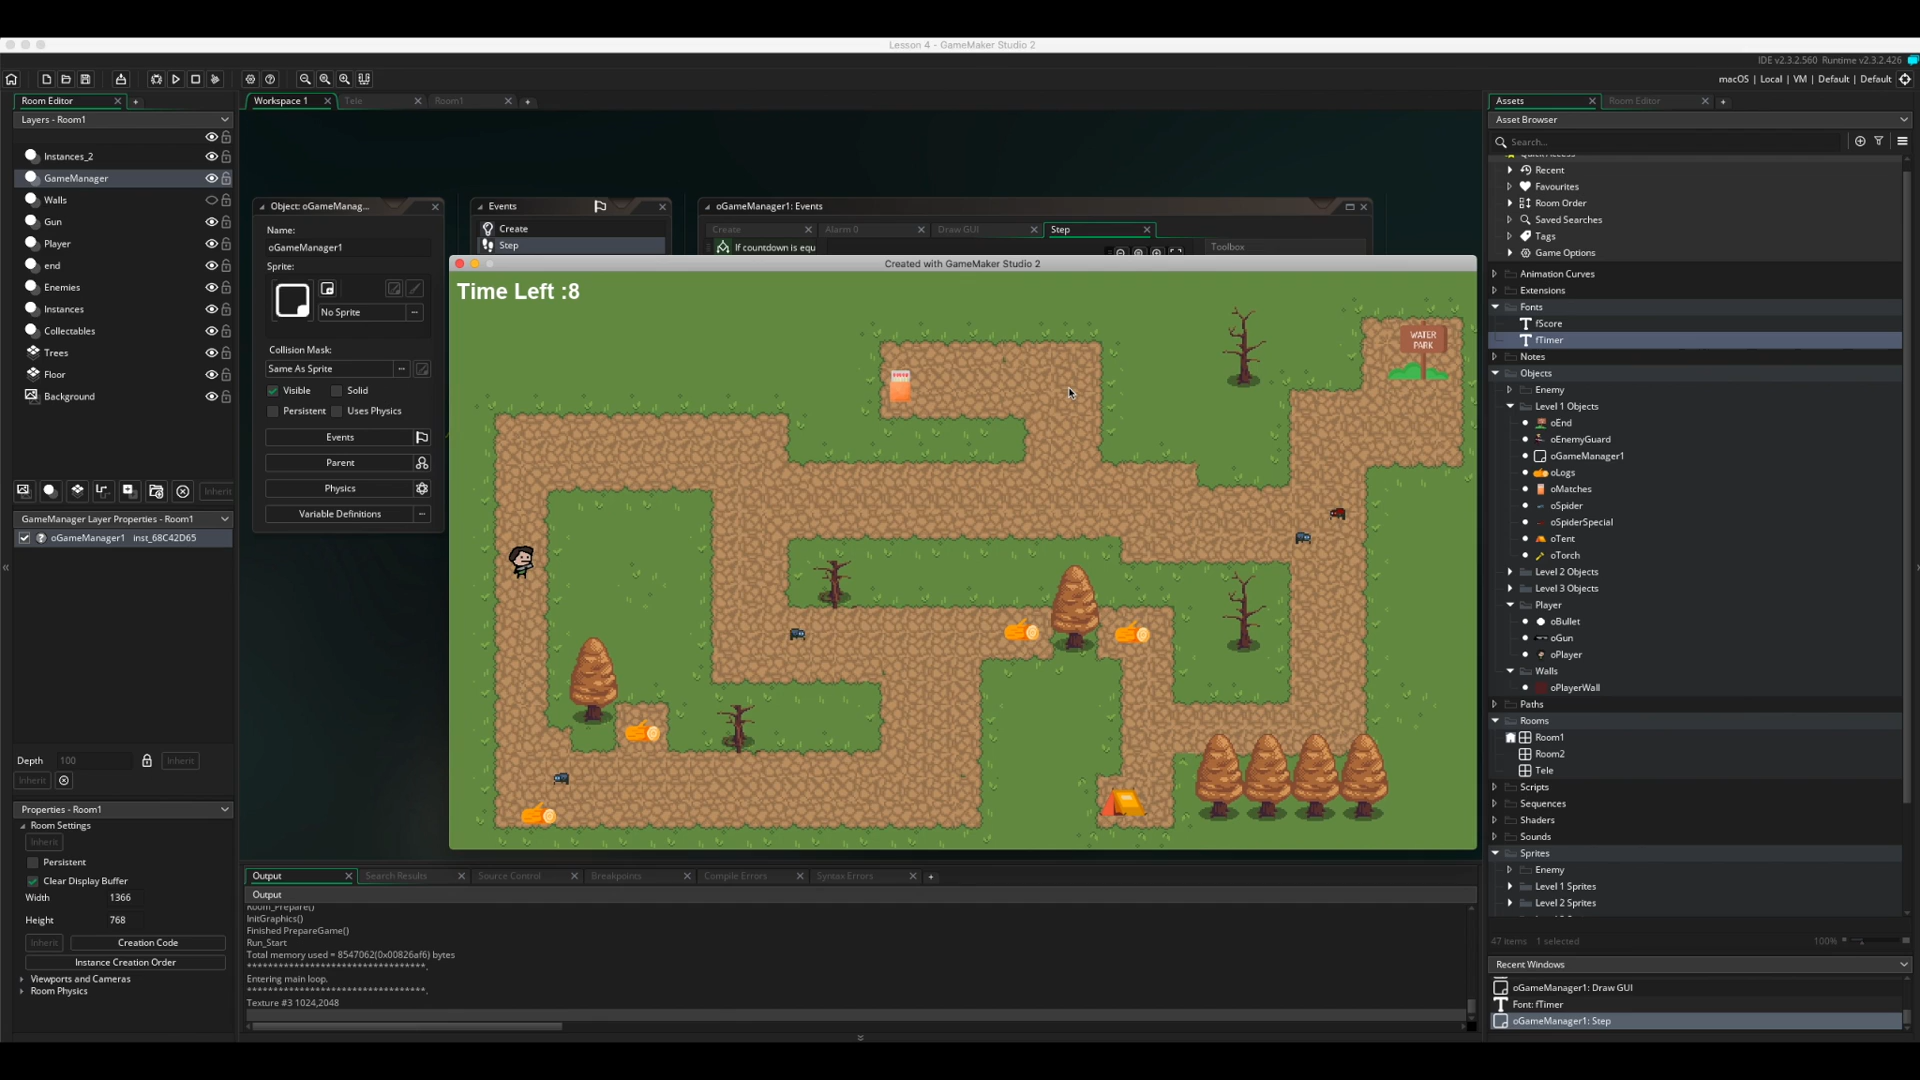 Lesson 4 - GameMaker Studio 2
IDE v2.3.2.560 Runtime v2.3.2.426
macOS | Local | VM | Default | Default
Room Editor
Layers - Room1
Instances_2
GameManager
Walls
Gun
Player
end
Enemies
Instances
Collectables
Trees
Floor
Background
Inherit
GameManager Layer Properties - Room1
oGameManager1 inst_68C42D65
Depth 100 Inherit
Inherit
Properties - Room1
Room Settings
Inherit
Persistent
Clear Display Buffer
Width 1366
Height 768
Inherit Creation Code
Instance Creation Order
Viewports and Cameras
Room Physics
Workspace 1 Tele Room1
Object: oGameManag...
Name:
oGameManager1
Sprite:
No Sprite
Collision Mask:
Same As Sprite
Visible Solid
Persistent Uses Physics
Events
Parent
Physics
Variable Definitions
Events
Create
Step
oGameManager1: Events
Create Alarm 0 Draw GUI Step
If countdown is equ
Toolbox
Created with GameMaker Studio 2
Time Left :8
WATER
PARK
Output Search Results Source Control Breakpoints Compile Errors Syntax Errors
Output
Room_Prepare()
InitGraphics()
Finished PrepareGame()
Run_Start
Total memory used = 8547062(0x00826af6) bytes
Entering main loop.
Texture #3 1024,2048
Assets Room Editor
Asset Browser
Search...
Quick Access
Recent
Favourites
Room Order
Saved Searches
Tags
Game Options
Animation Curves
Extensions
Fonts
fScore
fTimer
Notes
Objects
Enemy
Level 1 Objects
oEnd
oEnemyGuard
oGameManager1
oLogs
oMatches
oSpider
oSpiderSpecial
oTent
oTorch
Level 2 Objects
Level 3 Objects
Player
oBullet
oGun
oPlayer
Walls
oPlayerWall
Paths
Rooms
Room1
Room2
Tele
Scripts
Sequences
Shaders
Sounds
Sprites
Enemy
Level 1 Sprites
Level 2 Sprites
47 items 1 selected 100%
Recent Windows
oGameManager1: Draw GUI
Font: fTimer
oGameManager1: Step